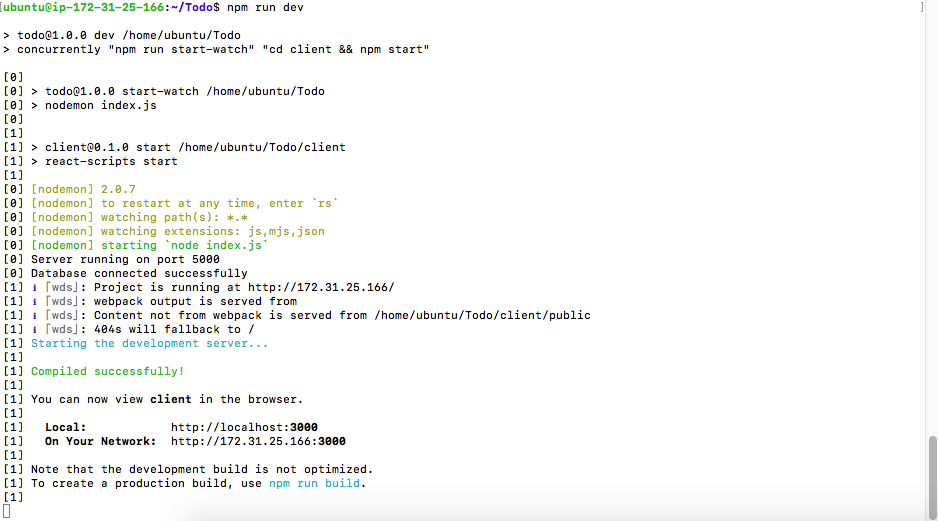 [ubuntu@ip-172-31-25-166:~/Todo$ npm run dev ]
> todo@1.0.0 dev /home/ubuntu/Todo
> concurrently "npm run start-watch" "cd client && npm start"
[0]
[0] > todo@1.0.0 start-watch /home/ubuntu/Todo
[0] > nodemon index.js
[0]
[1]
[1] > client@0.1.0 start /home/ubuntu/Todo/client
[1] > react-scripts start
[1]
[0] [nodemon] 2.0.7
[0] [nodemon] to restart at any time, enter `rs`
[0] [nodemon] watching path(s): *.*
[0] [nodemon] watching extensions: js,mjs,json
[0] [nodemon] starting `node index.js`
[0] Server running on port 5000
[0] Database connected successfully
[1] ℹ ｢wds｣: Project is running at http://172.31.25.166/
[1] ℹ ｢wds｣: webpack output is served from
[1] ℹ ｢wds｣: Content not from webpack is served from /home/ubuntu/Todo/client/public
[1] ℹ ｢wds｣: 404s will fallback to /
[1] Starting the development server...
[1]
[1] Compiled successfully!
[1]
[1] You can now view client in the browser.
[1]
[1]   Local:            http://localhost:3000
[1]   On Your Network:  http://172.31.25.166:3000
[1]
[1] Note that the development build is not optimized.
[1] To create a production build, use npm run build.
[1]